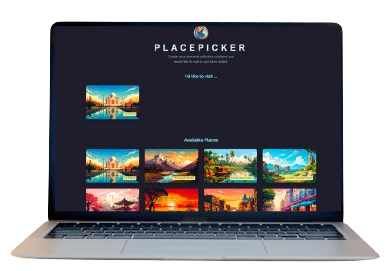 PLACEPICKER
Create your personal collection of places you
would like to visit or you have visited.
I'd like to visit ...
Available Places